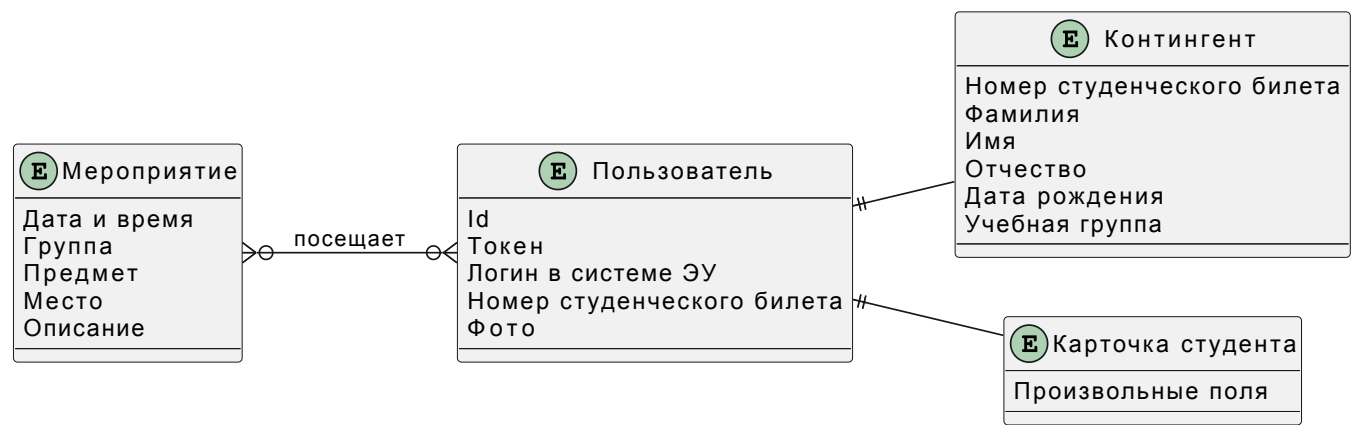 E Мероприятие
Дата и время
Группа
Предмет
Место
Описание
посещает
E Пользователь
Id
Токен
Логин в системе ЭУ
Номер студенческого билета
Фото
E Контингент
Номер студенческого билета
Фамилия
Имя
Отчество
Дата рождения
Учебная группа
E Карточка студента
Произвольные поля